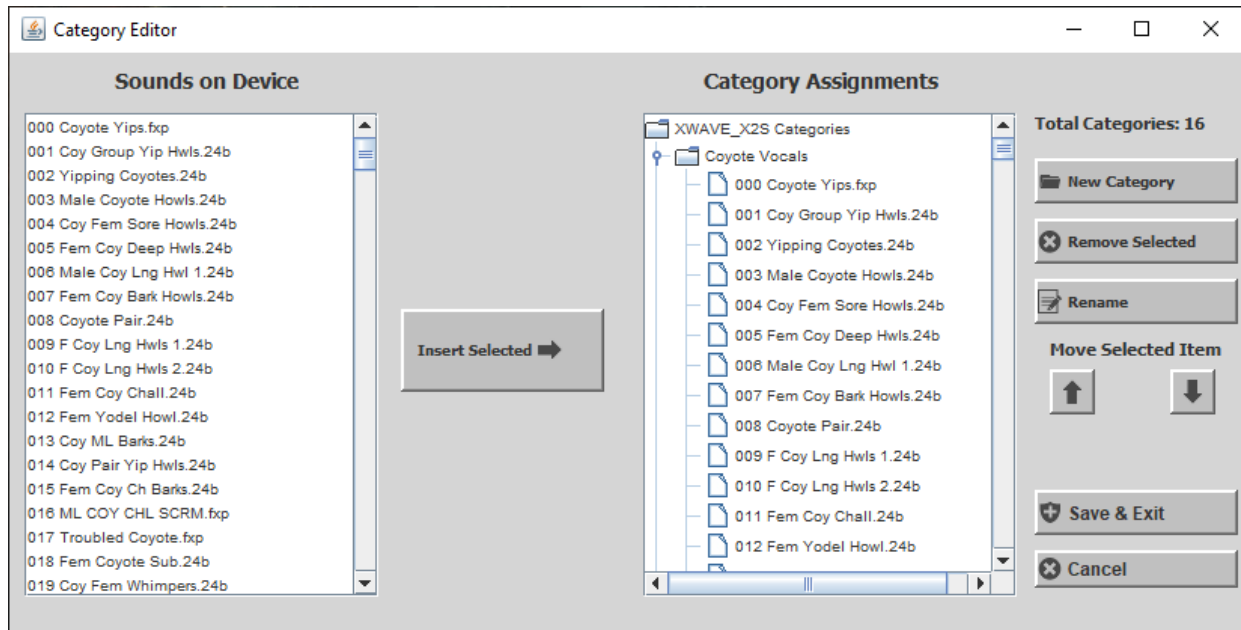 Category Editor
Sounds on Device
000 Coyote Yips.fxp
001 Coy Group Yip Hwls.24b
002 Yipping Coyotes.24b
003 Male Coyote Howls.24b
004 Coy Fem Sore Howls.24b
005 Fem Coy Deep Hwls.24b
006 Male Coy Lng Hwl 1.24b
007 Fem Coy Bark Howls.24b
008 Coyote Pair.24b
009 F Coy Lng Hwls 1.24b
010 F Coy Lng Hwls 2.24b
011 Fem Coy Chall.24b
012 Fem Yodel Howl.24b
013 Coy ML Barks.24b
014 Coy Pair Yip Hwls.24b
015 Fem Coy Ch Barks.24b
016 ML COY CHL SCRM.fxp
017 Troubled Coyote.fxp
018 Fem Coyote Sub.24b
019 Coy Fem Whimpers.24b
Insert Selected
Category Assignments
XWAVE_X2S Categories
Coyote Vocals
000 Coyote Yips.fxp
001 Coy Group Yip Hwls.24b
002 Yipping Coyotes.24b
003 Male Coyote Howls.24b
004 Coy Fem Sore Howls.24b
005 Fem Coy Deep Hwls.24b
006 Male Coy Lng Hwl 1.24b
007 Fem Coy Bark Howls.24b
008 Coyote Pair.24b
009 F Coy Lng Hwls 1.24b
010 F Coy Lng Hwls 2.24b
011 Fem Coy Chall.24b
012 Fem Yodel Howl.24b
Total Categories: 16
New Category
Remove Selected
Rename
Move Selected Item
Save & Exit
Cancel